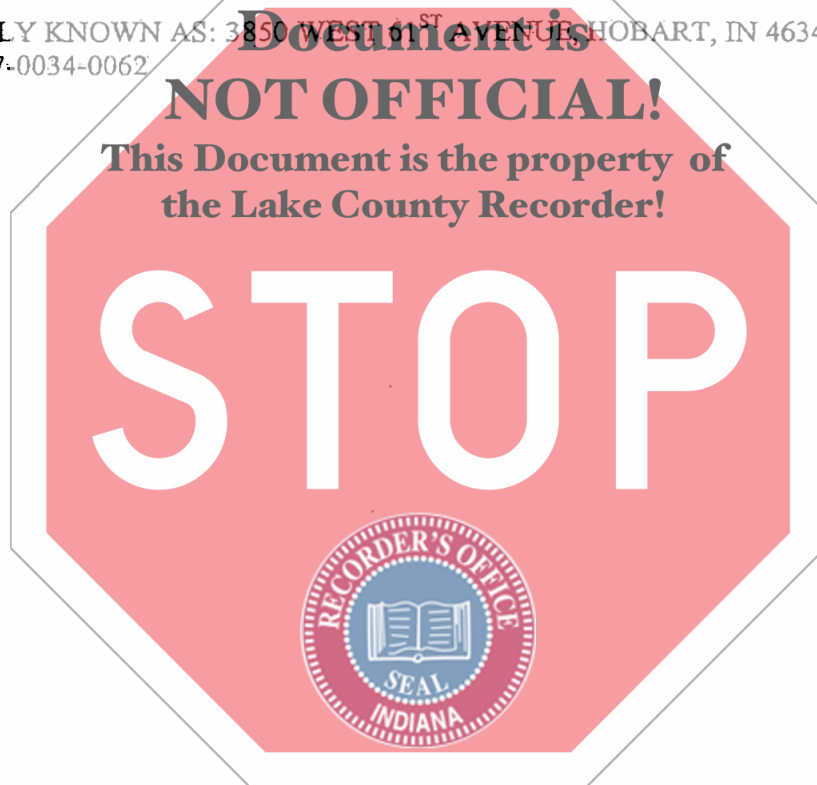 LY KNOWN AS: 3850 WEST 61ST AVENUE, HOBART, IN 4634
Document is
7-0034-0062
NOT OFFICIAL!
This Document is the property of
the Lake County Recorder!
STOP
RECORDER'S OFFICE
SEAL
INDIANA